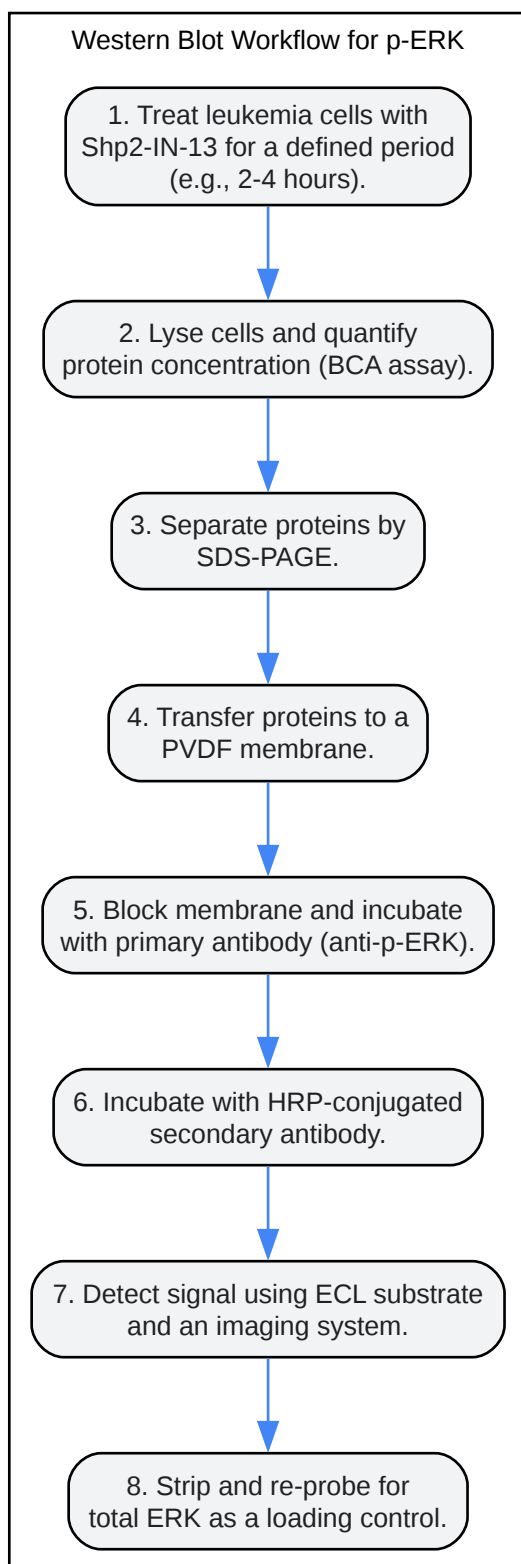 Western Blot Workflow for p-ERK
1. Treat leukemia cells with
Shp2-IN-13 for a defined period
(e.g., 2-4 hours).
2. Lyse cells and quantify
protein concentration (BCA assay).
3. Separate proteins by
SDS-PAGE.
4. Transfer proteins to a
PVDF membrane.
5. Block membrane and incubate
with primary antibody (anti-p-ERK).
6. Incubate with HRP-conjugated
secondary antibody.
7. Detect signal using ECL substrate
and an imaging system.
8. Strip and re-probe for
total ERK as a loading control.